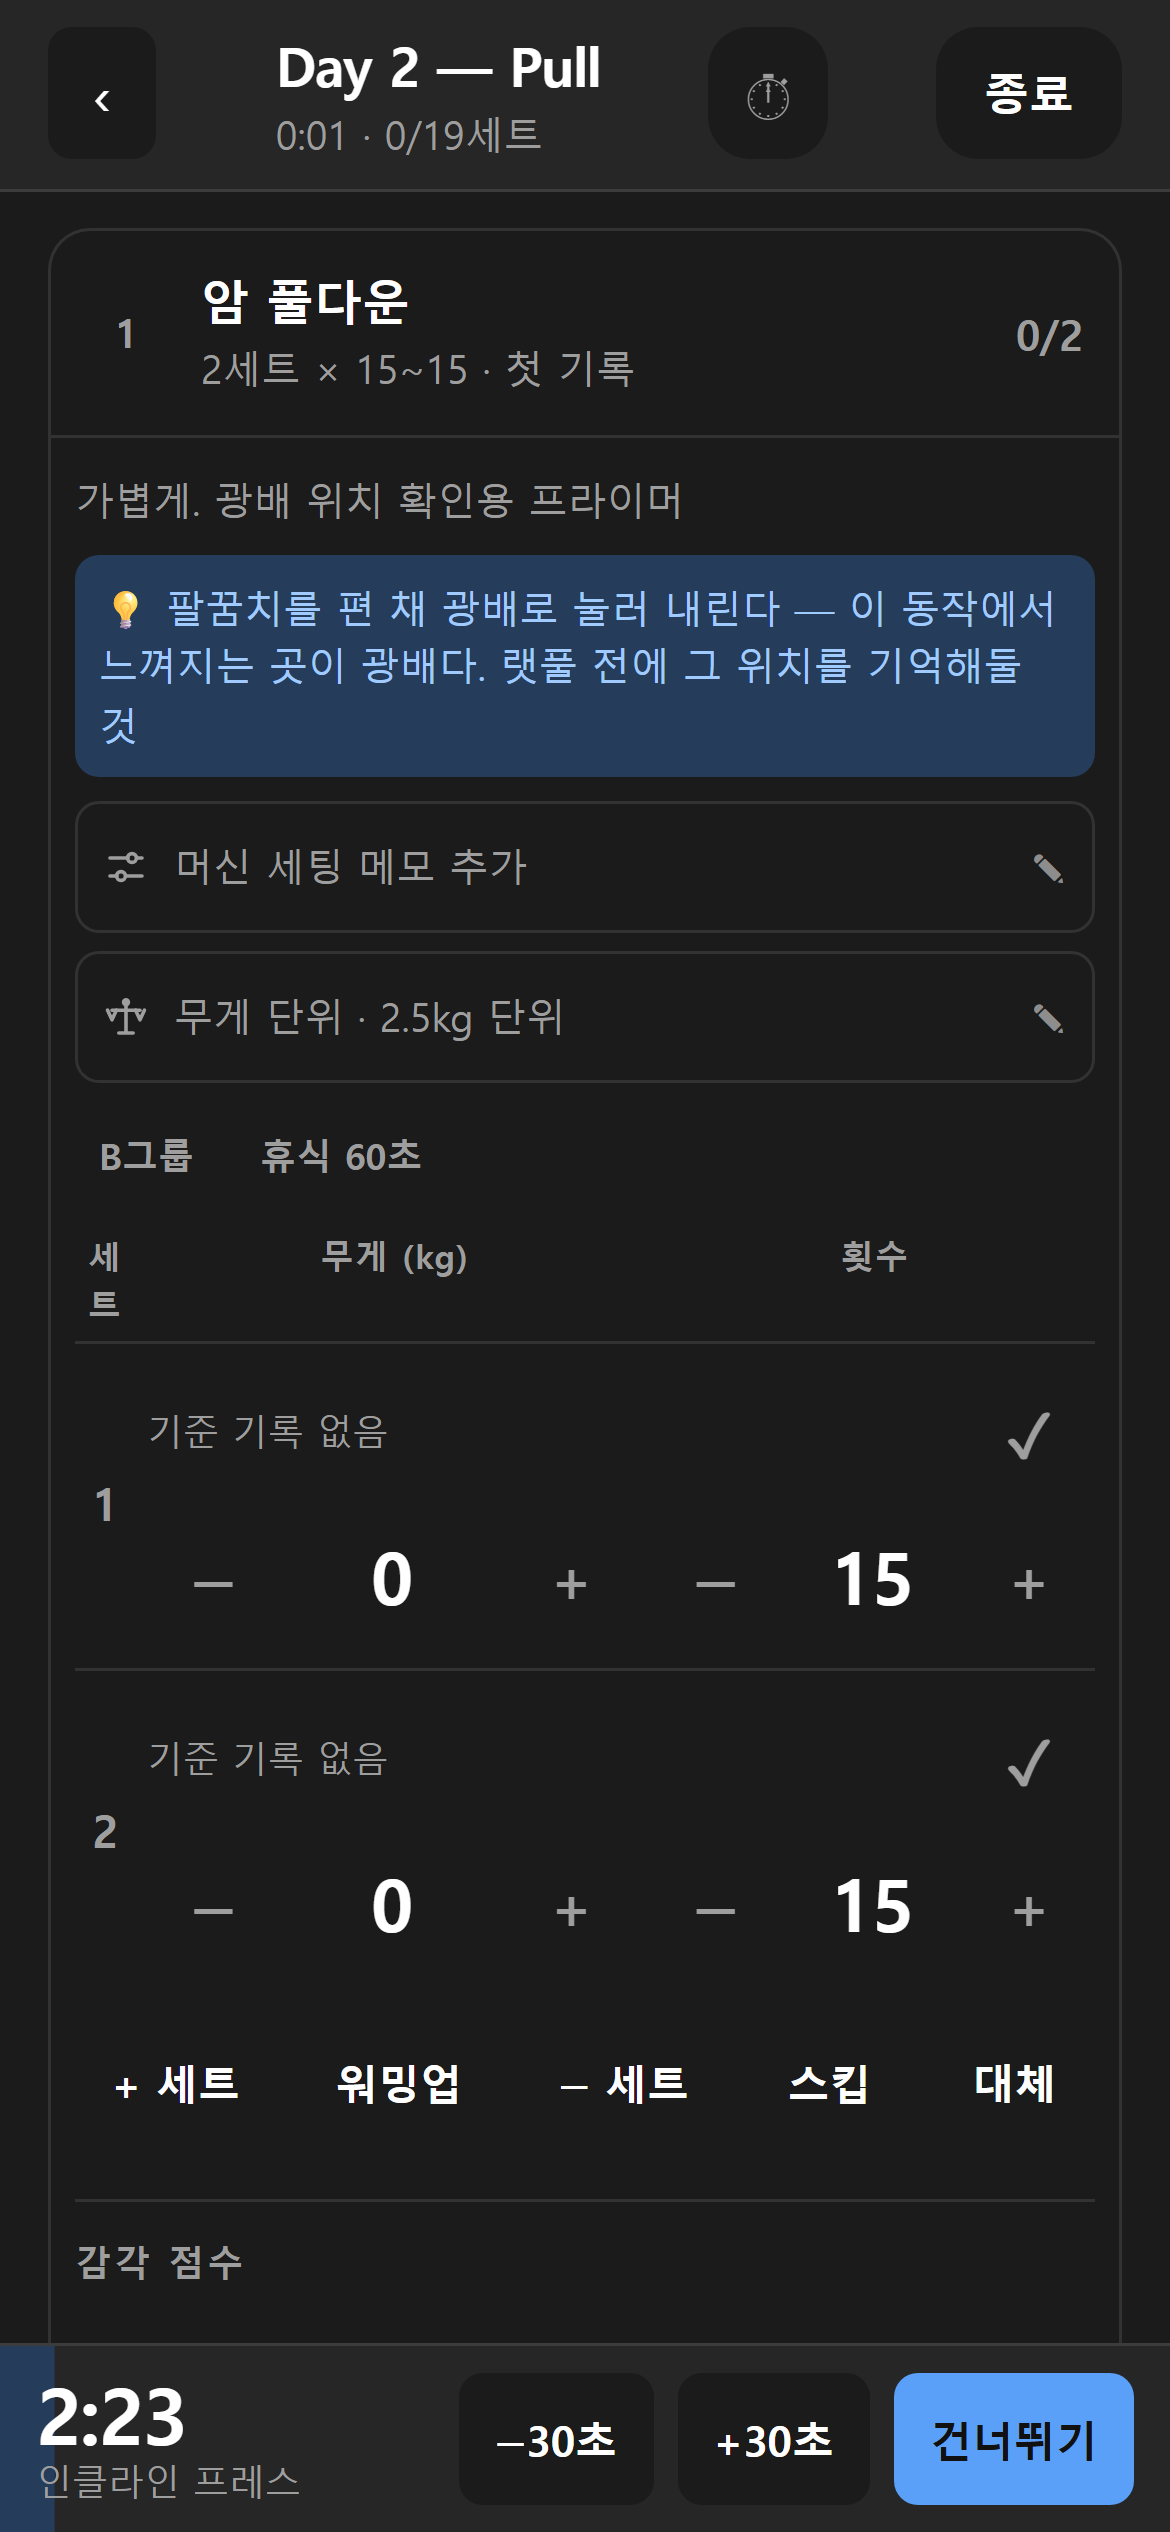 ‹
Day 2 — Pull
0:01 · 0/19세트
종료
1
암 풀다운
2세트 × 15~15 · 첫 기록
0/2
가볍게. 광배 위치 확인용 프라이머
💡 팔꿈치를 편 채 광배로 눌러 내린다 — 이 동작에서
느껴지는 곳이 광배다. 랫풀 전에 그 위치를 기억해둘
것
머신 세팅 메모 추가
무게 단위 · 2.5kg 단위
B그룹 휴식 60초
세
트
무게 (kg)
횟수
기준 기록 없음 ✓
1
− 0 + − 15 +
기준 기록 없음 ✓
2
− 0 + − 15 +
+ 세트 워밍업 − 세트 스킵 대체
감각 점수
2:23
인클라인 프레스
−30초 +30초 건너뛰기